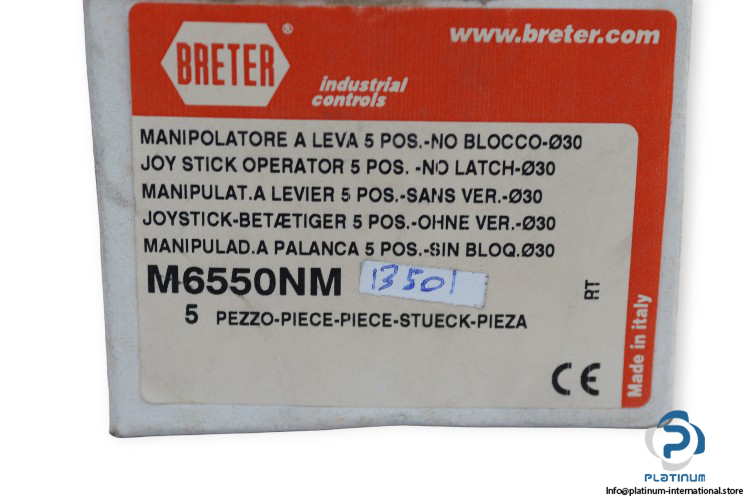 BRETER®
www.breter.com
industrial
controls
MANIPOLATORE A LEVA 5 POS.-NO BLOCCO-Ø30
JOY STICK OPERATOR 5 POS. -NO LATCH-Ø30
MANIPULAT.A LEVIER 5 POS.-SANS VER.-Ø30
JOYSTICK-BETÆTIGER 5 POS.-OHNE VER.-Ø30
MANIPULAD.A PALANCA 5 POS.-SIN BLOQ.Ø30
M6550NM 13501
5 PEZZO-PIECE-PIECE-STUECK-PIEZA
RT
Made in italy
CE
PLATINUM
Info@platinum-international.store